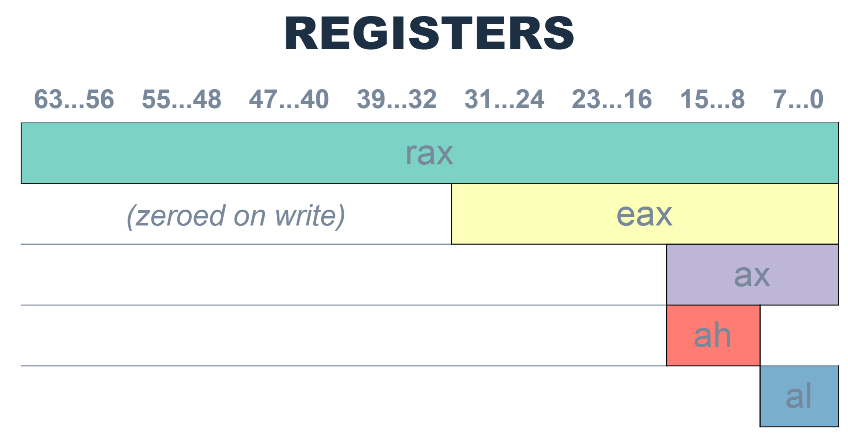 REGISTERS
63...56 55...48 47...40 39...32 31...24 23...16 15...8 7...0
rax
(zeroed on write) eax
ax
ah
al